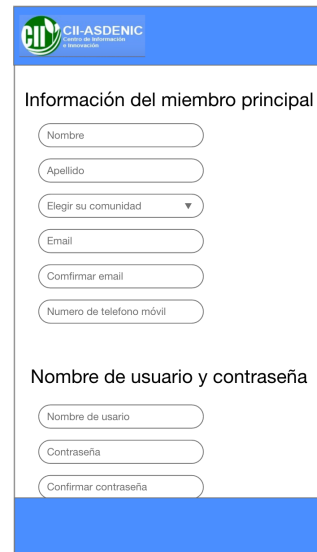 CII
CII-ASDENIC
Centro de Información
e Innovación
Información del miembro principal
Nombre
Apellido
Elegir su comunidad
Email
Comfirmar email
Numero de telefono móvil
Nombre de usuario y contraseña
Nombre de usario
Contraseña
Confirmar contraseña